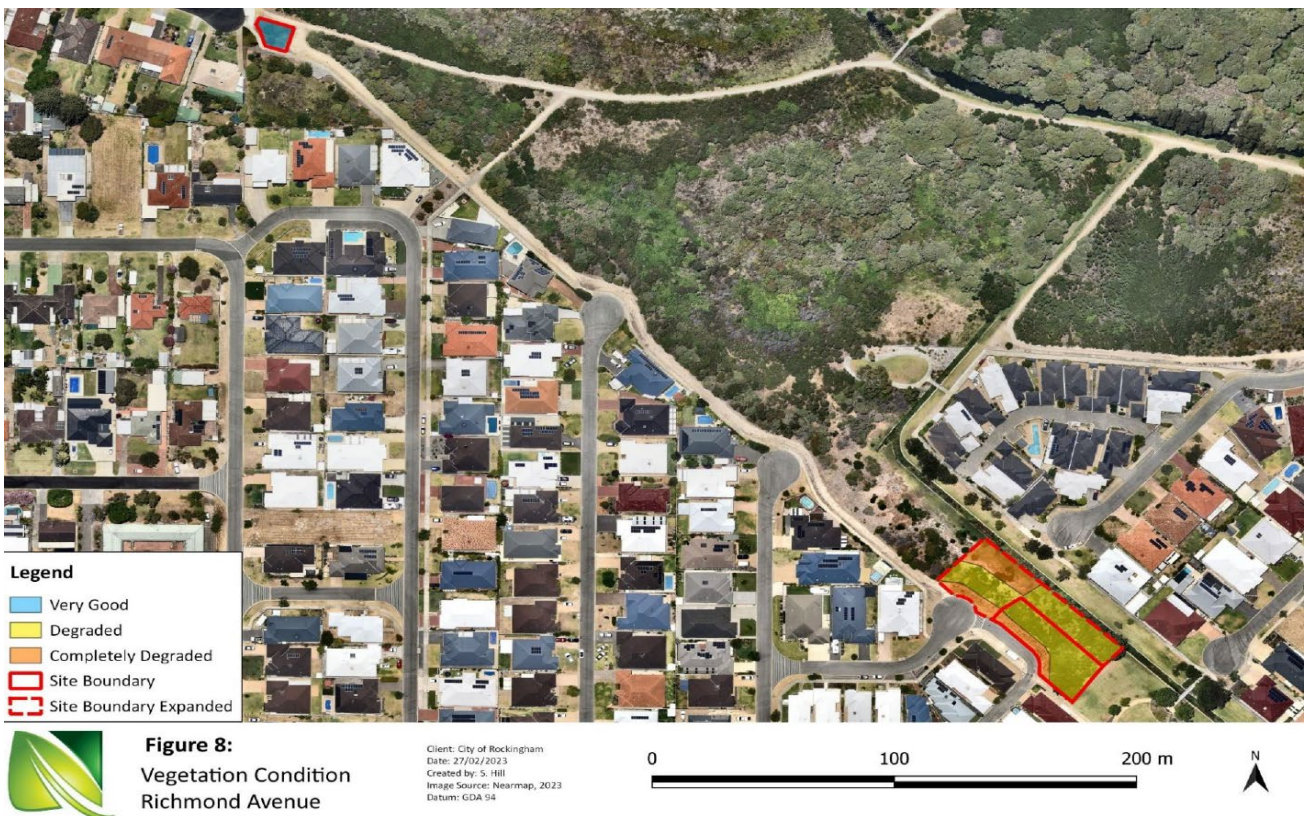 Legend
Very Good
Degraded
Completely Degraded
Site Boundary
Site Boundary Expanded
Figure 8:
Vegetation Condition
Richmond Avenue
Client: City of Rockingham
Date: 27/02/2023
Created by: S. Hill
Image Source: Nearmap, 2023
Datum: GDA 94
0 100 200 m
N